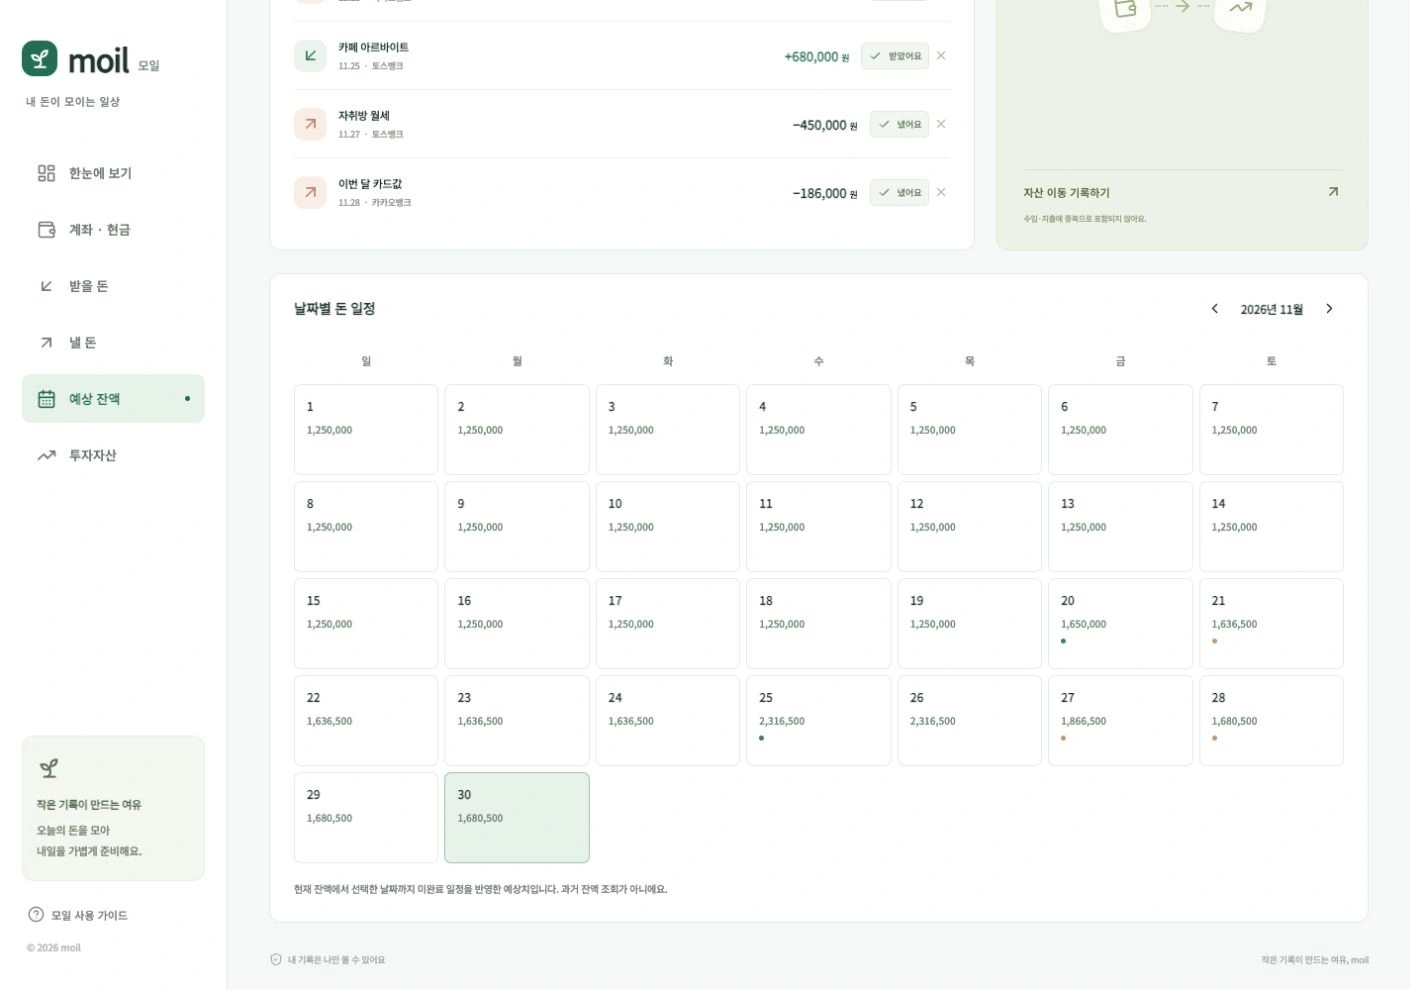 moil 모일
내 돈이 모이는 일상
한눈에 보기
계좌 · 현금
받을 돈
낼 돈
예상 잔액
투자자산
작은 기록이 만드는 여유
오늘의 돈을 모아
내일을 가볍게 준비해요.
모일 사용 가이드
© 2026 moil
카페 아르바이트
11.25 · 토스뱅크
+680,000 원 받았어요
자취방 월세
11.27 · 토스뱅크
−450,000 원 냈어요
이번 달 카드값
11.28 · 카카오뱅크
−186,000 원 냈어요
자산 이동 기록하기
수입·지출에 중복으로 포함되지 않아요.
날짜별 돈 일정
2026년 11월
일 월 화 수 목 금 토
1 2 3 4 5 6 7
1,250,000 1,250,000 1,250,000 1,250,000 1,250,000 1,250,000 1,250,000
8 9 10 11 12 13 14
1,250,000 1,250,000 1,250,000 1,250,000 1,250,000 1,250,000 1,250,000
15 16 17 18 19 20 21
1,250,000 1,250,000 1,250,000 1,250,000 1,250,000 1,650,000 1,636,500
22 23 24 25 26 27 28
1,636,500 1,636,500 1,636,500 2,316,500 2,316,500 1,866,500 1,680,500
29 30
1,680,500 1,680,500
현재 잔액에서 선택한 날짜까지 미완료 일정을 반영한 예상치입니다. 과거 잔액 조회가 아니에요.
내 기록은 나만 볼 수 있어요
작은 기록이 만드는 여유, moil